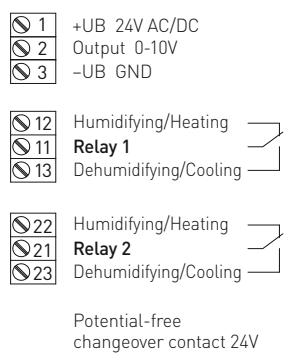 1 +UB 24V AC/DC
2 Output 0-10V
3 –UB GND
12 Humidifying/Heating
11 Relay 1
13 Dehumidifying/Cooling
22 Humidifying/Heating
21 Relay 2
23 Dehumidifying/Cooling
Potential-free
changeover contact 24V